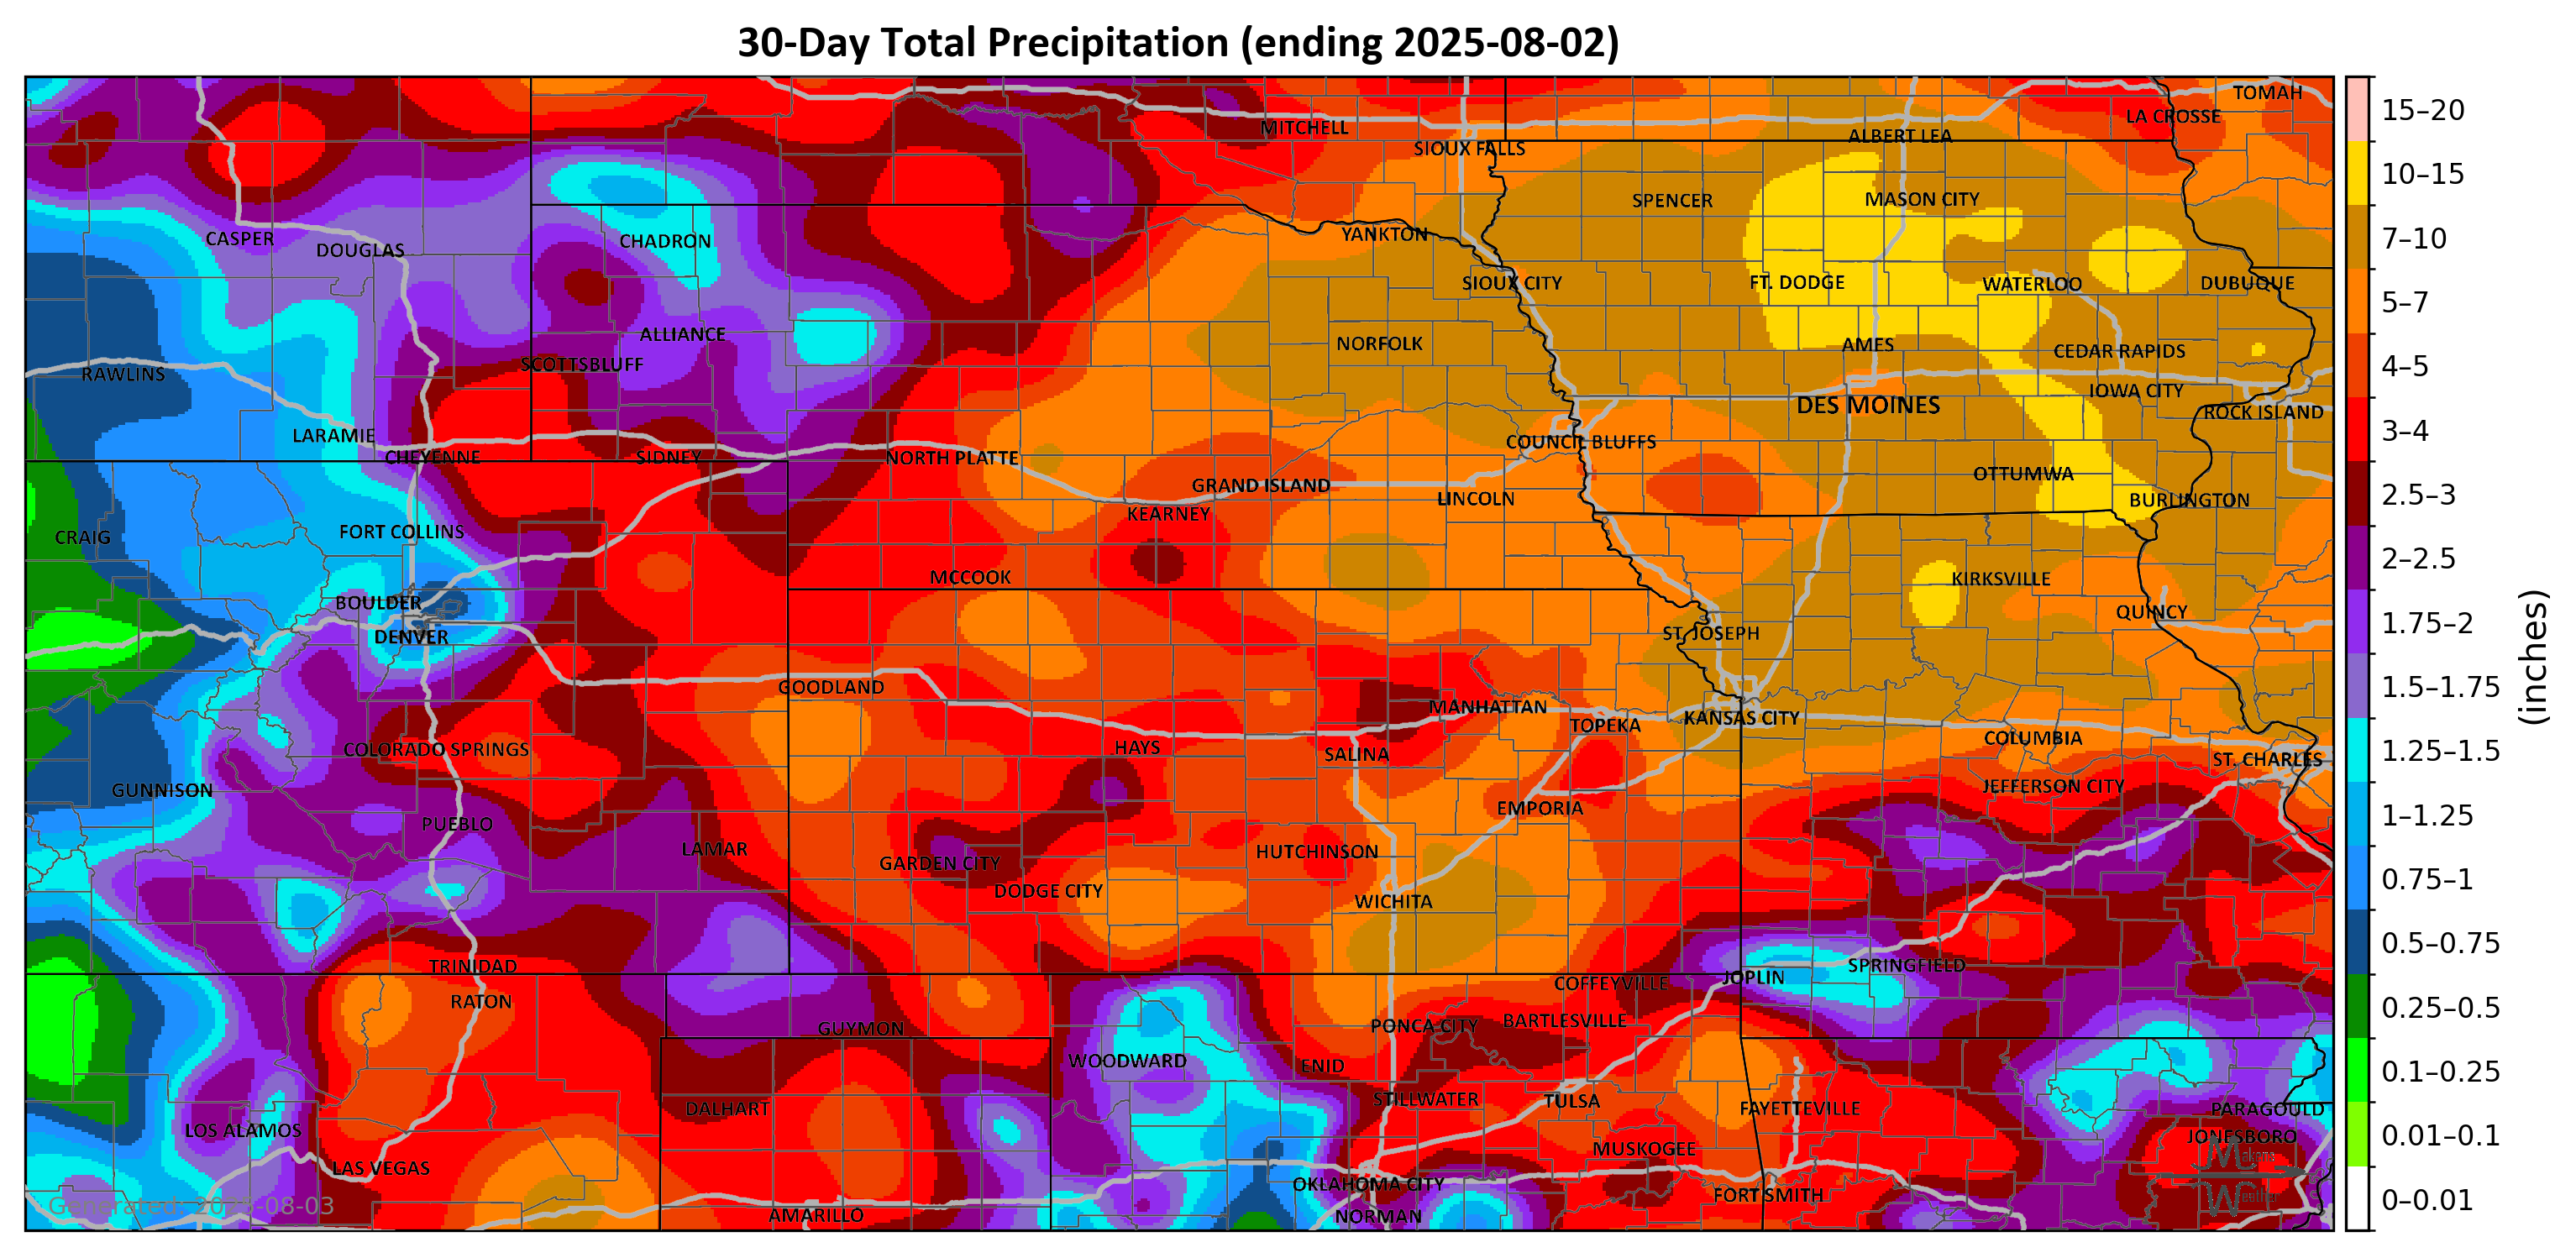 30-Day Total Precipitation (ending 2025-08-02)
TOMAH
LA CROSSE
MITCHELL
ALBERT LEA
SIOUX FALLS
SPENCER
MASON CITY
CASPER
DOUGLAS
CHADRON
YANKTON
SIOUX CITY
FT. DODGE
WATERLOO
DUBUQUE
ALLIANCE
NORFOLK
AMES
CEDAR RAPIDS
SCOTTSBLUFF
RAWLINS
IOWA CITY
DES MOINES
ROCK ISLAND
LARAMIE
COUNCIL BLUFFS
CHEYENNE
SIDNEY
NORTH PLATTE
OTTUMWA
GRAND ISLAND
LINCOLN
BURLINGTON
KEARNEY
FORT COLLINS
CRAIG
MCCOOK
KIRKSVILLE
BOULDER
QUINCY
DENVER
ST. JOSEPH
GOODLAND
MANHATTAN
TOPEKA
KANSAS CITY
COLUMBIA
COLORADO SPRINGS
HAYS
SALINA
ST. CHARLES
GUNNISON
JEFFERSON CITY
EMPORIA
PUEBLO
LAMAR
HUTCHINSON
GARDEN CITY
DODGE CITY
WICHITA
TRINIDAD
SPRINGFIELD
JOPLIN
COFFEYVILLE
RATON
BARTLESVILLE
PONCA CITY
GUYMON
WOODWARD
ENID
STILLWATER
TULSA
DALHART
FAYETTEVILLE
PARAGOULD
LOS ALAMOS
JONESBORO
MUSKOGEE
LAS VEGAS
OKLAHOMA CITY
FORT SMITH
AMARILLO
NORMAN
Generated: 2025-08-03
Makens
Weather
15–20
10–15
7–10
5–7
4–5
3–4
2.5–3
2–2.5
1.75–2
1.5–1.75
1.25–1.5
1–1.25
0.75–1
0.5–0.75
0.25–0.5
0.1–0.25
0.01–0.1
0–0.01
(inches)